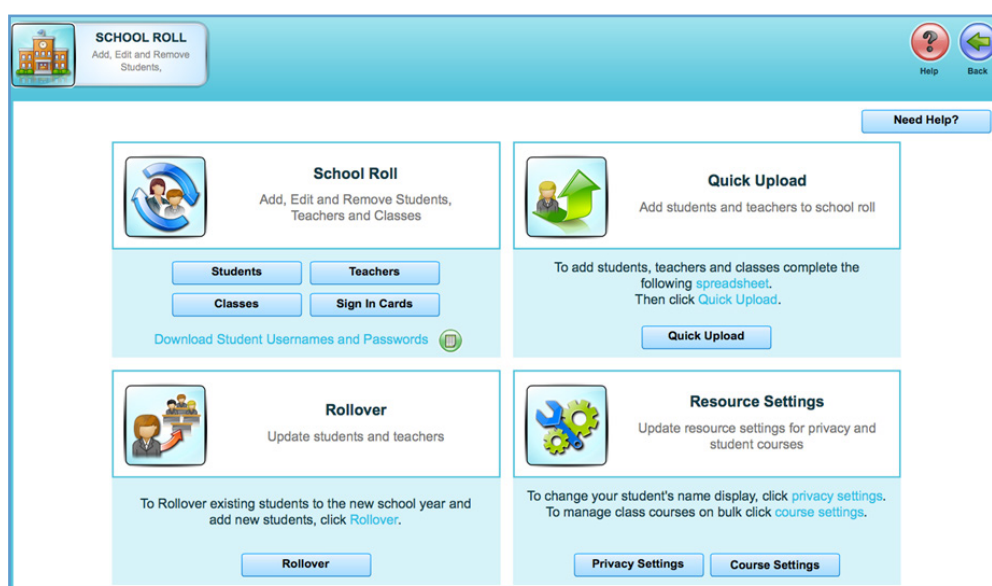 SCHOOL ROLL
Add, Edit and Remove
Students,
Help
Back
Need Help?
School Roll
Add, Edit and Remove Students,
Teachers and Classes
Students
Teachers
Classes
Sign In Cards
Download Student Usernames and Passwords
Quick Upload
Add students and teachers to school roll
To add students, teachers and classes complete the
following spreadsheet.
Then click Quick Upload.
Quick Upload
Rollover
Update students and teachers
To Rollover existing students to the new school year and
add new students, click Rollover.
Rollover
Resource Settings
Update resource settings for privacy and
student courses
To change your student's name display, click privacy settings.
To manage class courses on bulk click course settings.
Privacy Settings
Course Settings